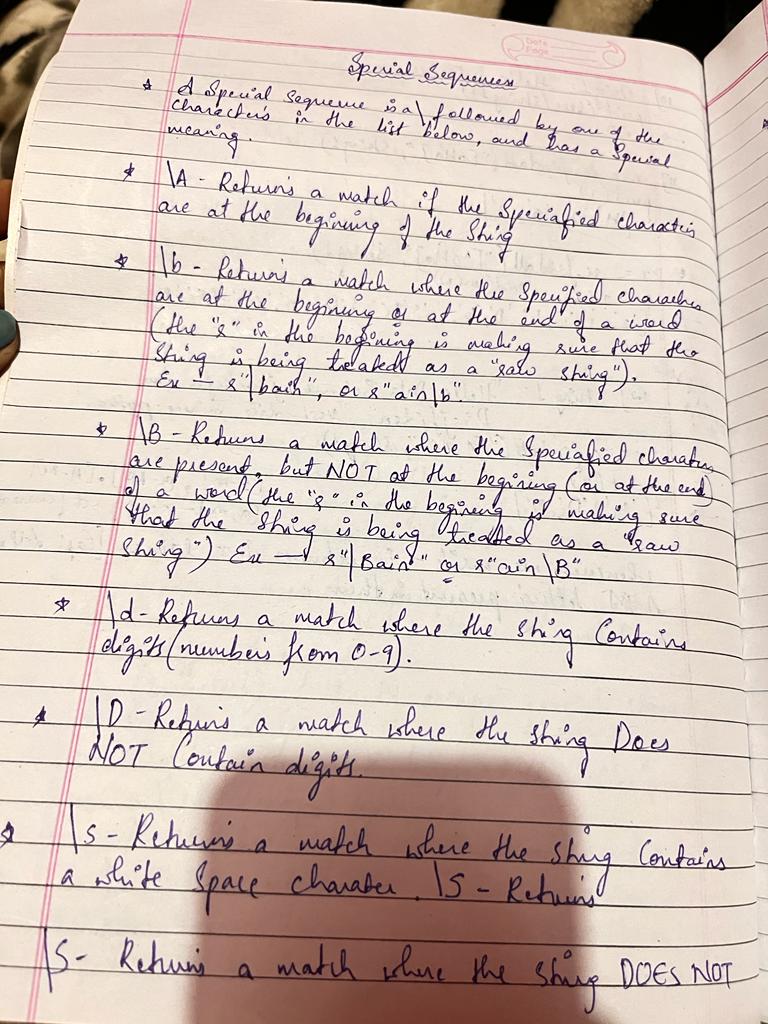 Date
Page
Special Sequences
* A Special Sequence is a \ followed by one of the
characters in the list below, and has a Special
meaning.
* \A - Returns a match if the Speciafied characters
are at the begining of the String
* \b - Returns a match where the Specified characters
are at the begining or at the end of a word
(the "r" in the begining is making sure that the
String is being treated as a "raw string").
Ex — r"\bain", or r"ain\b".
* \B - Returns a match where the Speciafied characters
are present, but NOT at the begining (or at the end)
of a word (the "r" in the begining is making sure
that the string is being treated as a "raw
string") Ex — r"\Bain" or r"ain\B"
* \d - Returns a match where the string Contains
digits (numbers from 0-9).
* \D - Returns a match where the string Does
NOT Contain digits.
* \s - Returns a match where the string Contains
a white Space charater. \S - Returns
\S - Returns a match where the string DOES NOT